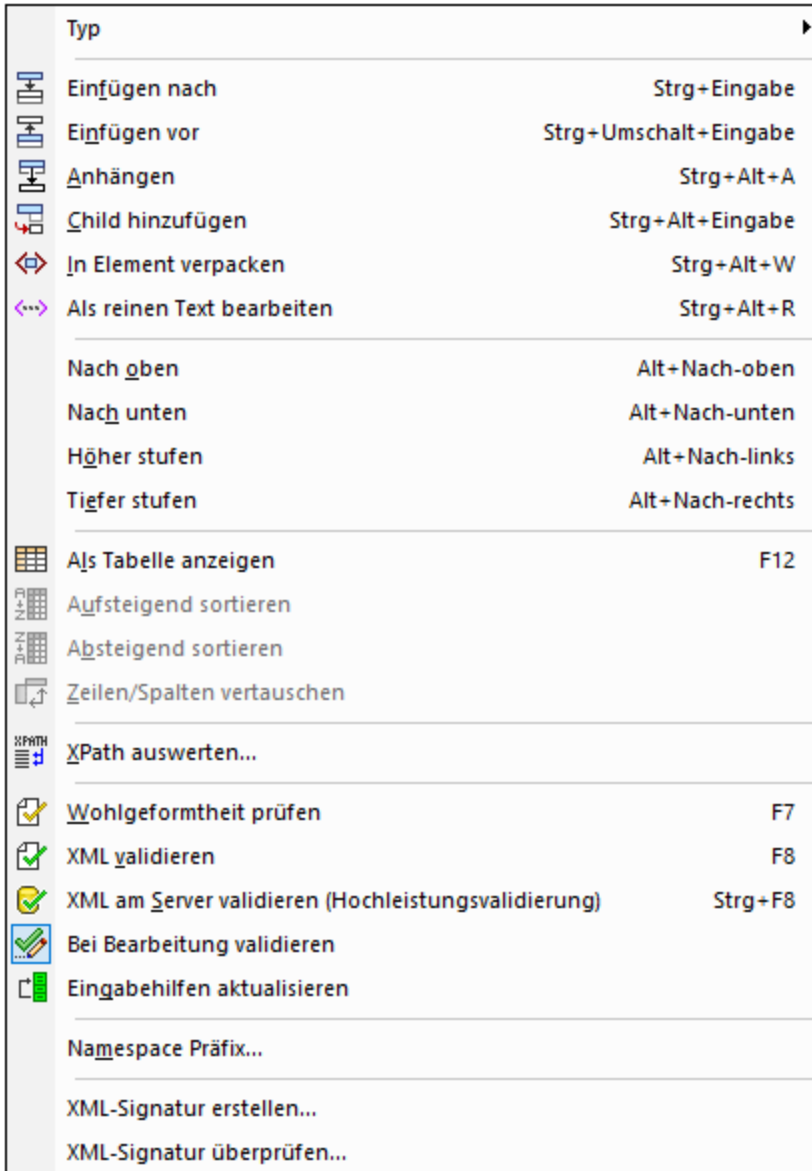 Typ
Einfügen nach Strg+Eingabe
Einfügen vor Strg+Umschalt+Eingabe
Anhängen Strg+Alt+A
Child hinzufügen Strg+Alt+Eingabe
In Element verpacken Strg+Alt+W
Als reinen Text bearbeiten Strg+Alt+R
Nach oben Alt+Nach-oben
Nach unten Alt+Nach-unten
Höher stufen Alt+Nach-links
Tiefer stufen Alt+Nach-rechts
Als Tabelle anzeigen F12
Aufsteigend sortieren
Absteigend sortieren
Zeilen/Spalten vertauschen
XPATH XPath auswerten...
Wohlgeformtheit prüfen F7
XML validieren F8
XML am Server validieren (Hochleistungsvalidierung) Strg+F8
Bei Bearbeitung validieren
Eingabehilfen aktualisieren
Namespace Präfix...
XML-Signatur erstellen...
XML-Signatur überprüfen...